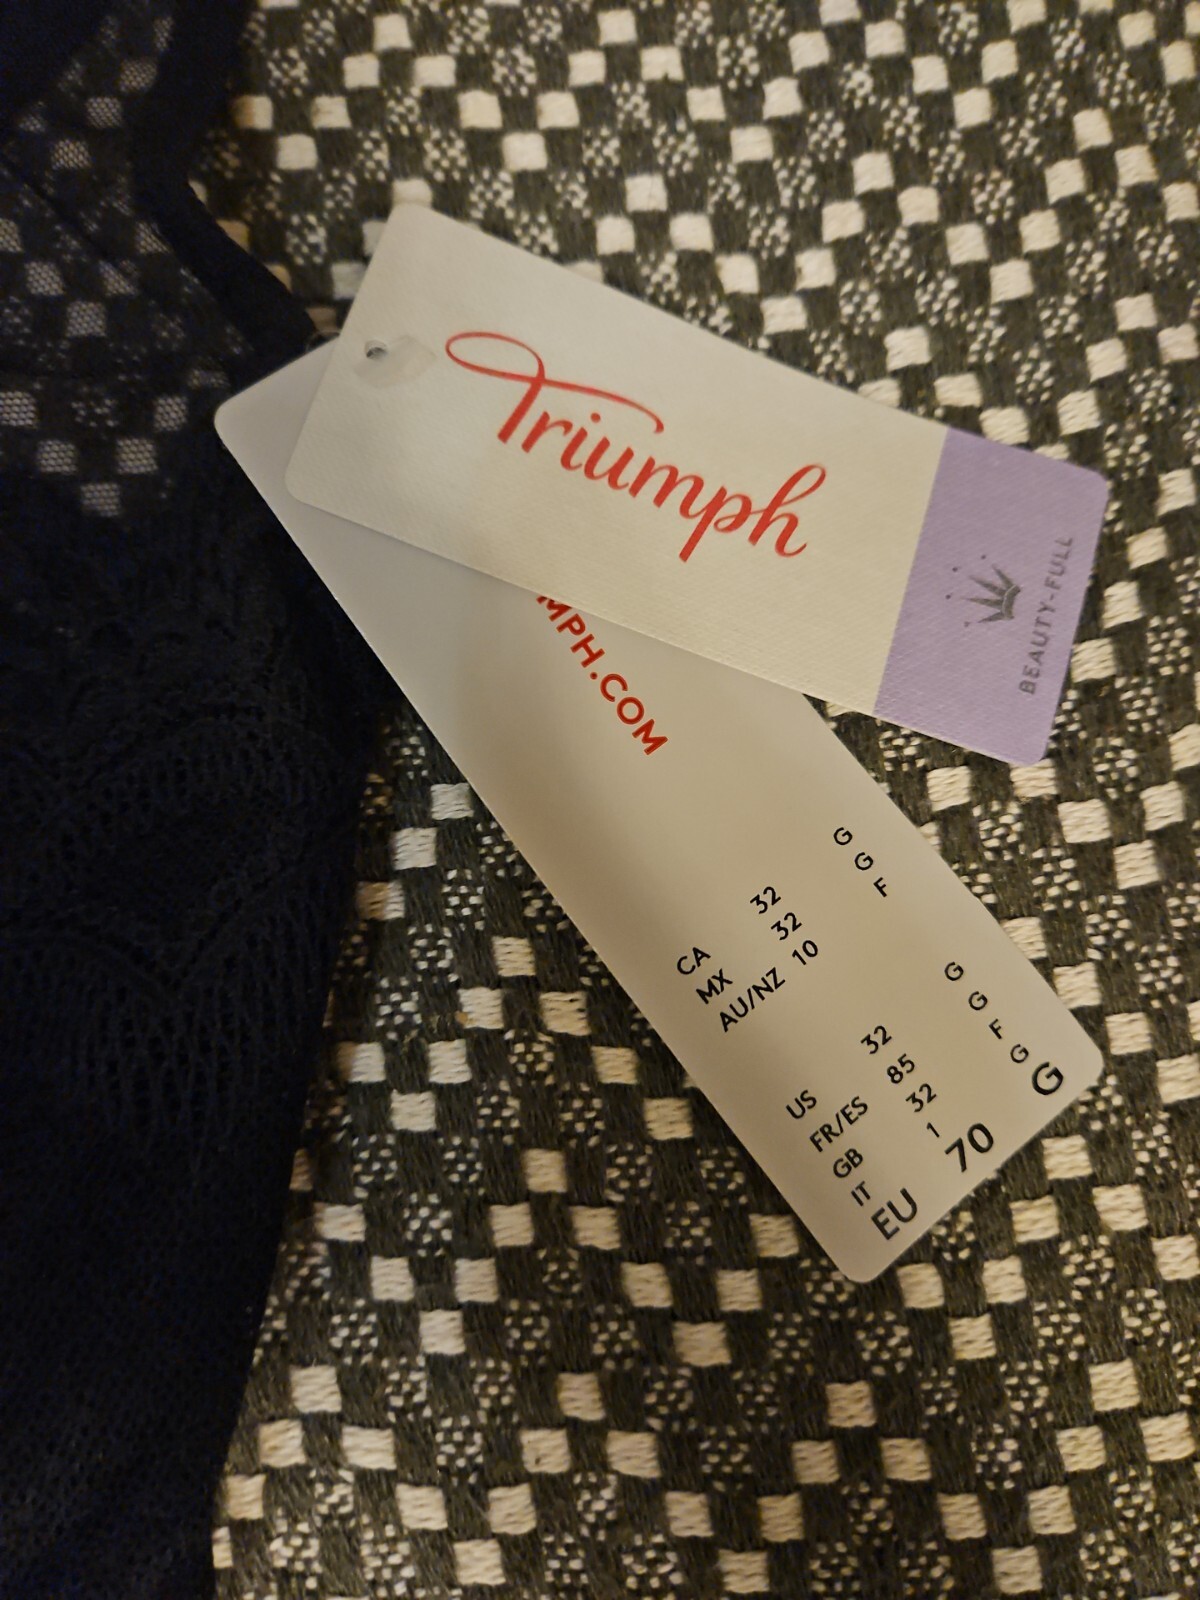 Triumph
BEAUTY-FULL
MPH.COM
CA 32 G
MX 32 G
AU/NZ 10 F
US 32 G
FR/ES 85 G
GB 32 F
IT 1 G
EU 70 G